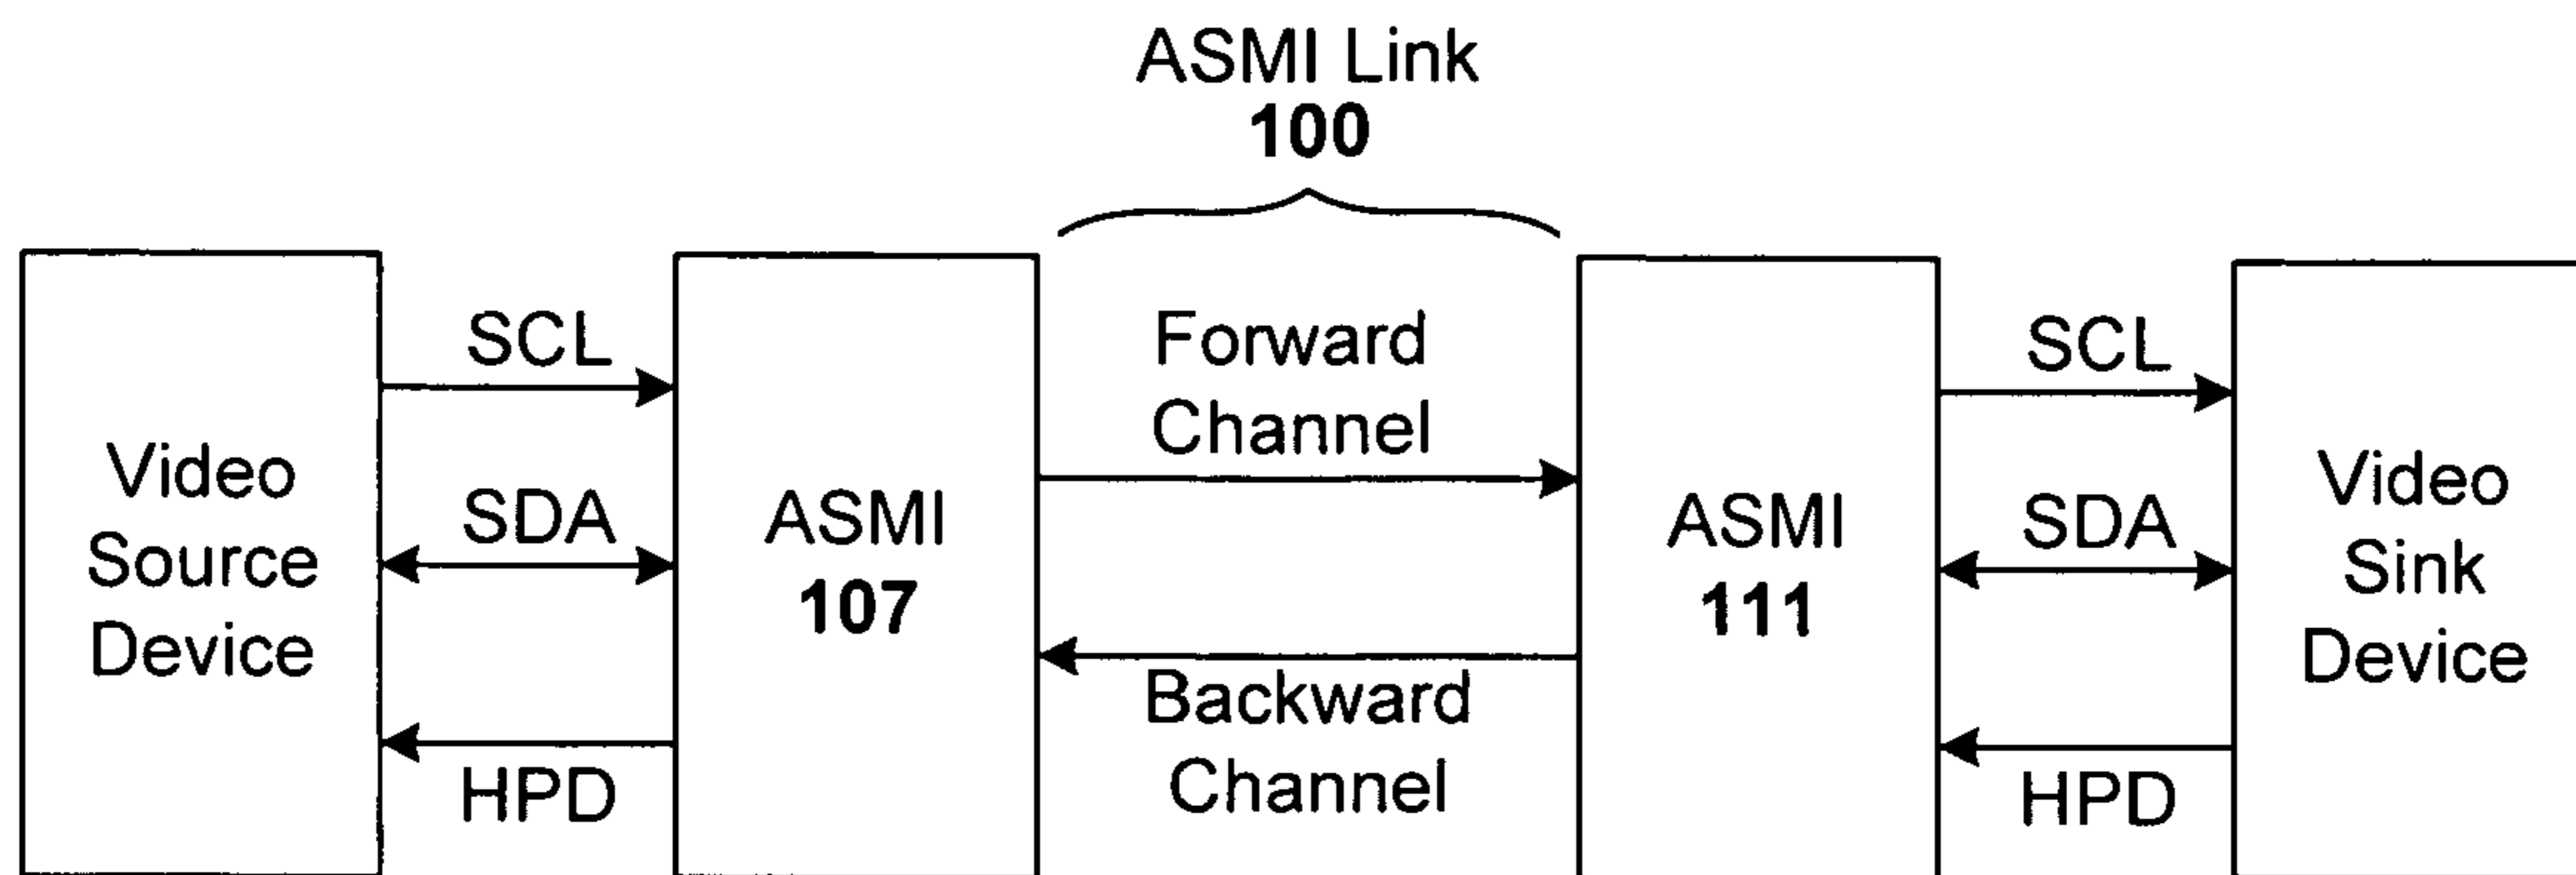 ASMI Link
100
Video
Source
Device
SCL
SDA
HPD
ASMI
107
Forward
Channel
Backward
Channel
ASMI
111
SCL
SDA
HPD
Video
Sink
Device